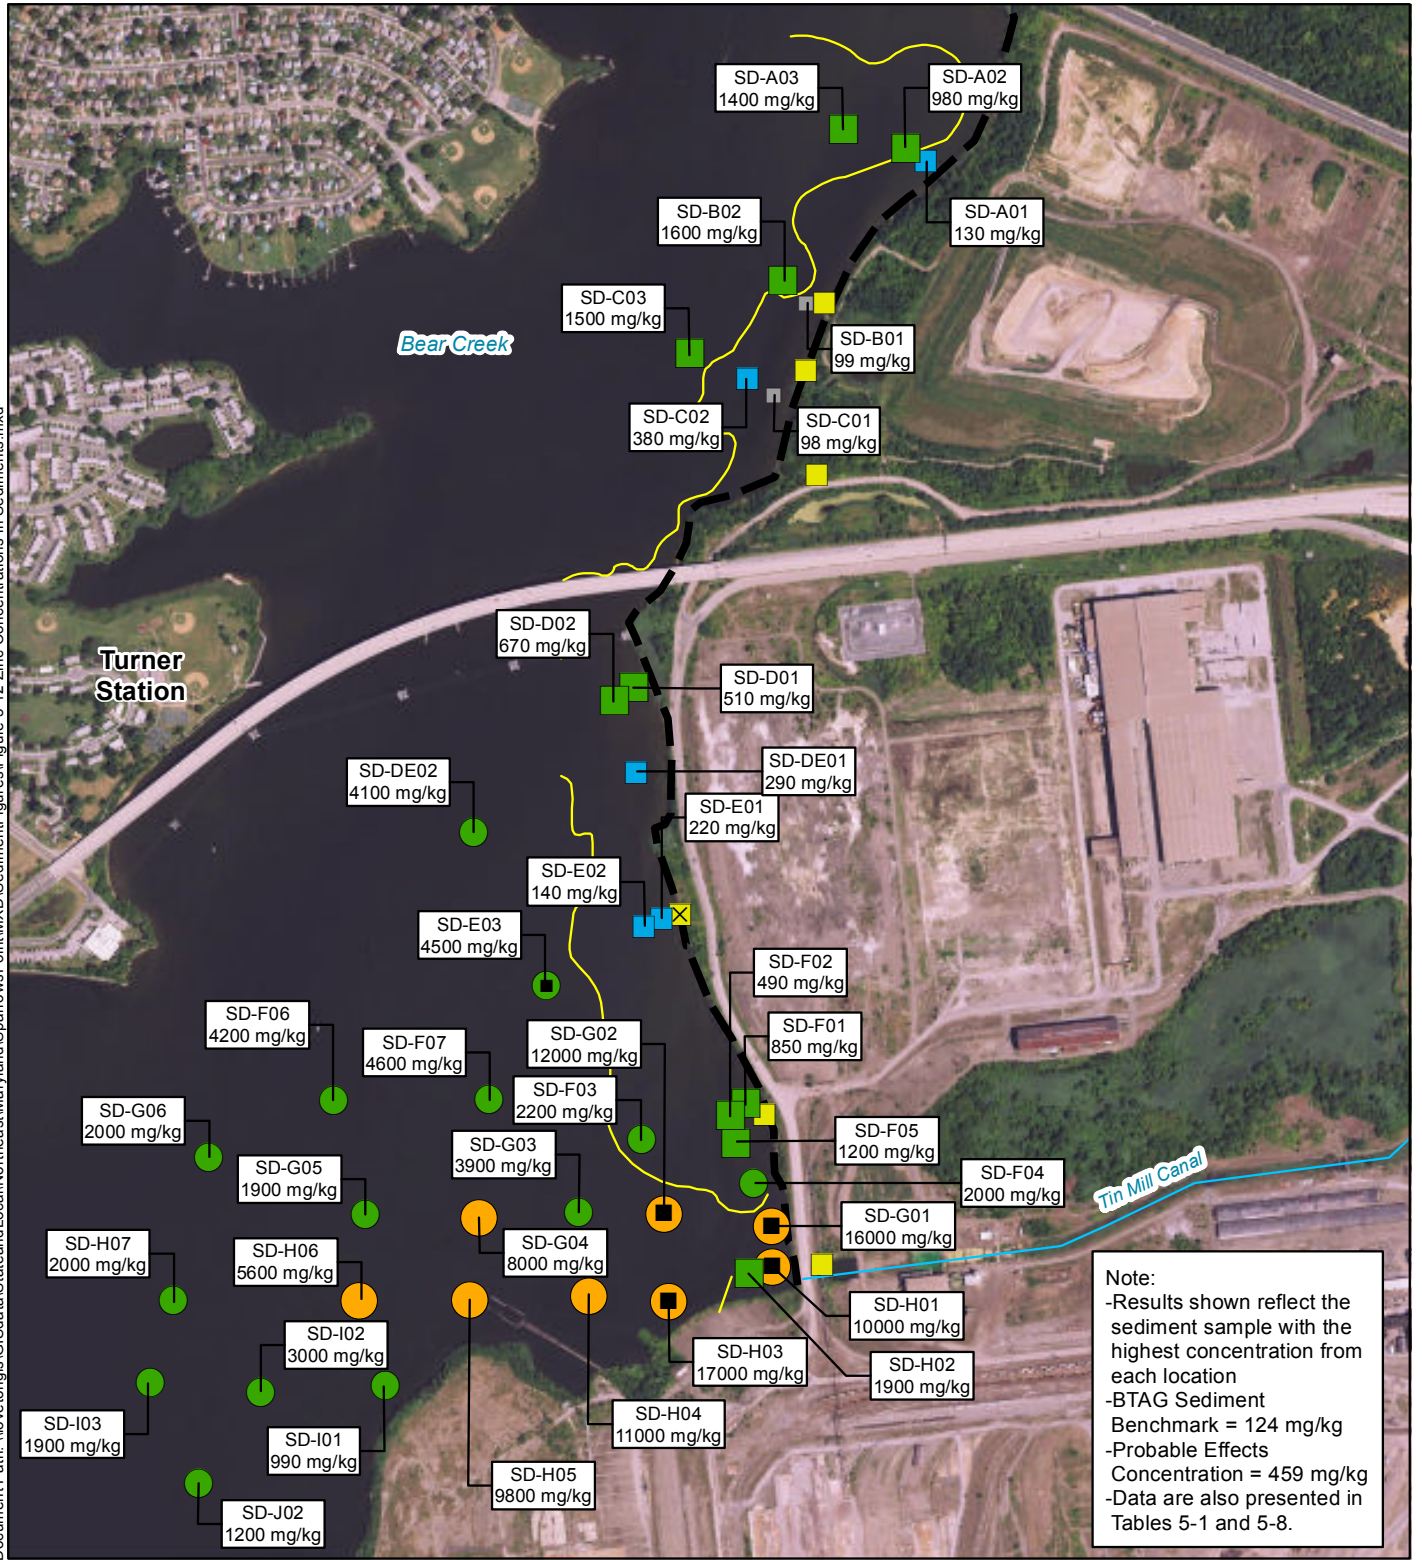 SD-A03
1400 mg/kg
SD-A02
980 mg/kg
SD-A01
130 mg/kg
SD-B02
1600 mg/kg
SD-C03
1500 mg/kg
Bear Creek
SD-B01
99 mg/kg
SD-C02
380 mg/kg
SD-C01
98 mg/kg
Turner
Station
SD-D02
670 mg/kg
SD-D01
510 mg/kg
SD-DE02
4100 mg/kg
SD-DE01
290 mg/kg
SD-E01
220 mg/kg
SD-E02
140 mg/kg
SD-E03
4500 mg/kg
SD-F02
490 mg/kg
SD-F06
4200 mg/kg
SD-F07
4600 mg/kg
SD-G02
12000 mg/kg
SD-F01
850 mg/kg
SD-F03
2200 mg/kg
SD-G06
2000 mg/kg
SD-G03
3900 mg/kg
SD-F05
1200 mg/kg
SD-G05
1900 mg/kg
SD-F04
2000 mg/kg
Tin Mill Canal
SD-G01
16000 mg/kg
SD-G04
8000 mg/kg
SD-H07
2000 mg/kg
SD-H06
5600 mg/kg
SD-H01
10000 mg/kg
SD-I02
3000 mg/kg
SD-H03
17000 mg/kg
SD-H02
1900 mg/kg
SD-I03
1900 mg/kg
SD-I01
990 mg/kg
SD-H04
11000 mg/kg
SD-H05
9800 mg/kg
SD-J02
1200 mg/kg
Note:
-Results shown reflect the
sediment sample with the
highest concentration from
each location
-BTAG Sediment
Benchmark = 124 mg/kg
-Probable Effects
Concentration = 459 mg/kg
-Data are also presented in
Tables 5-1 and 5-8.